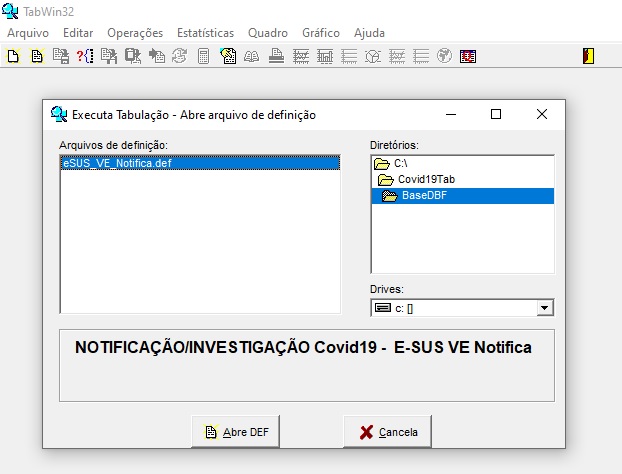 TabWin32
Arquivo Editar Operações Estatísticas Quadro Gráfico Ajuda
Executa Tabulação - Abre arquivo de definição
Arquivos de definição:
eSUS_VE_Notifica.def
Diretórios:
C:\
Covid19Tab
BaseDBF
Drives:
c: []
NOTIFICAÇÃO/INVESTIGAÇÃO Covid19 - E-SUS VE Notifica
Abre DEF
Cancela